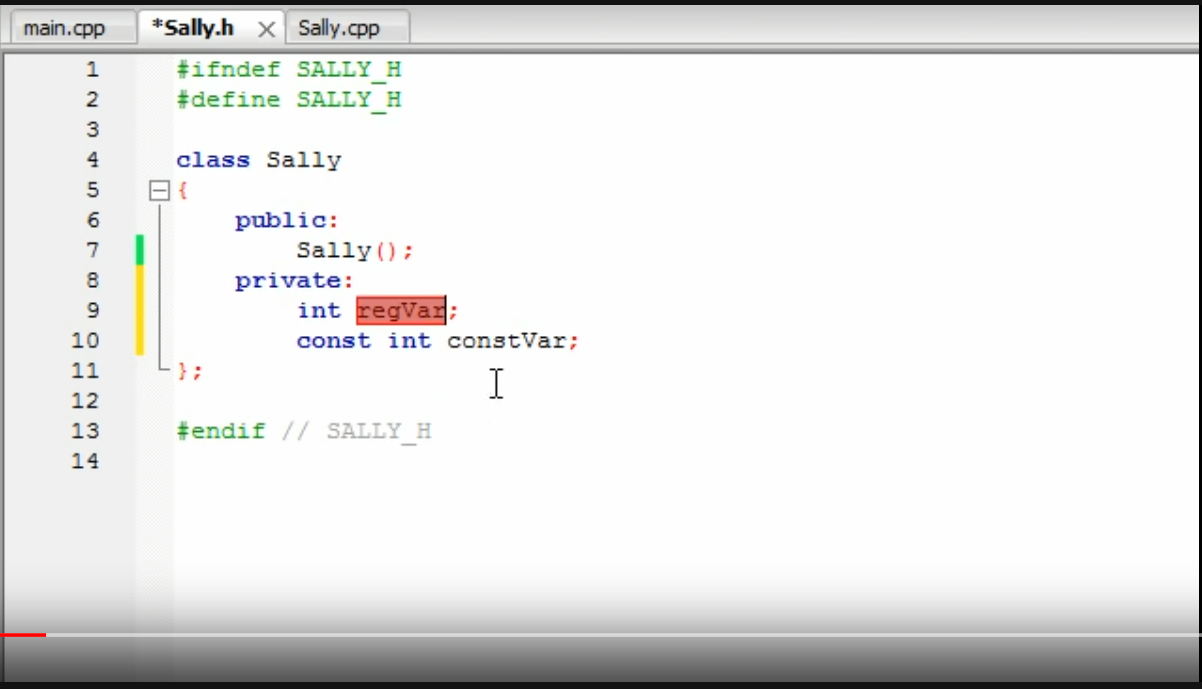 main.cpp *Sally.h Sally.cpp
1 #ifndef SALLY_H
2 #define SALLY_H
3
4 class Sally
5 {
6 public:
7 Sally();
8 private:
9 int regVar;
10 const int constVar;
11 };
12
13 #endif // SALLY_H
14